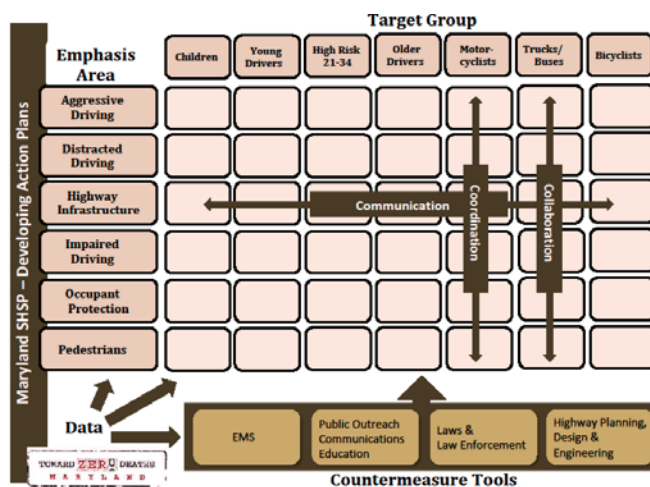 Target Group
Emphasis
Area
Children
Young
Drivers
High Risk
21-34
Older
Drivers
Motor-
cyclists
Trucks/
Buses
Bicyclists
Maryland SHSP – Developing Action Plans
Aggressive
Driving
Distracted
Driving
Highway
Infrastructure
Impaired
Driving
Occupant
Protection
Pedestrians
Communication
Coordination
Collaboration
Data
EMS
Public Outreach
Communications
Education
Laws &
Law Enforcement
Highway Planning,
Design &
Engineering
TOWARD ZERO DEATHS
MARYLAND
Countermeasure Tools